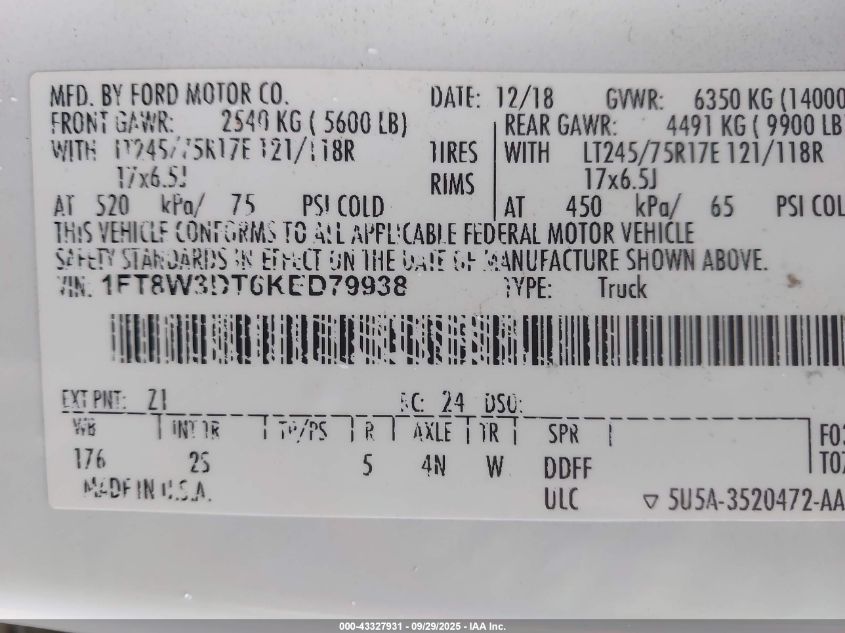 MFD. BY FORD MOTOR CO. DATE: 12/18 GVWR: 6350 KG (14000
FRONT GAWR: 2540 KG ( 5600 LB) REAR GAWR: 4491 KG ( 9900 LB
WITH LT245/75R17E 121/118R TIRES WITH LT245/75R17E 121/118R
17x6.5J RIMS 17x6.5J
AT 520 kPa/ 75 PSI COLD AT 450 kPa/ 65 PSI COL
THIS VEHICLE CONFORMS TO ALL APPLICABLE FEDERAL MOTOR VEHICLE
SAFETY STANDARDS IN EFFECT ON THE DATE OF MANUFACTURE SHOWN ABOVE.
VIN: 1FT8W3DT6KED79938 TYPE: Truck
EXT PNT: Z1 RC: 24 DSO:
WB INT TR TP/PS R AXLE TR SPR F03
176 2S 5 4N W DDFF T07
MADE IN U.S.A. ULC ▽ 5U5A-3520472-AA
000-43327931 - 09/29/2025 - IAA Inc.